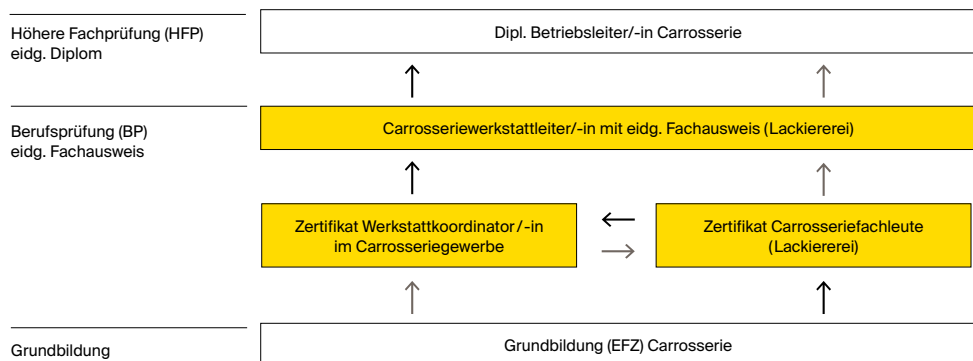 Höhere Fachprüfung (HFP)
eidg. Diplom
Dipl. Betriebsleiter/-in Carrosserie
Berufsprüfung (BP)
eidg. Fachausweis
Carrosseriewerkstattleiter/-in mit eidg. Fachausweis (Lackiererei)
Zertifikat Werkstattkoordinator/-in
im Carrosseriegewerbe
Zertifikat Carrosseriefachleute
(Lackiererei)
Grundbildung
Grundbildung (EFZ) Carrosserie